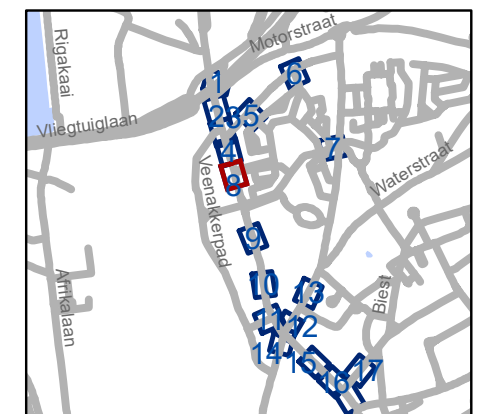 Rigakaai
Motorstraat
Vliegtuiglaan
Veenakkerpad
Waterstraat
Afrikalaan
Biest
1
2
3
4
5
6
7
8
9
10
11
12
13
14
15
16
17